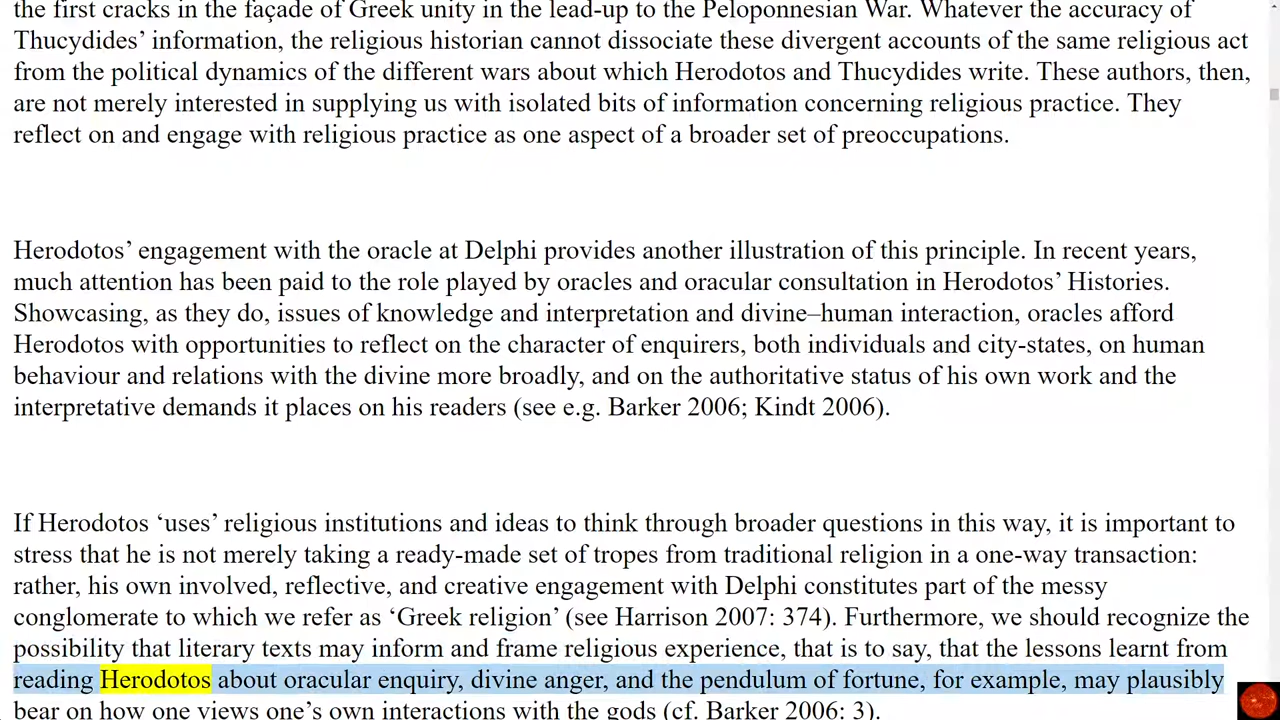 the first cracks in the façade of Greek unity in the lead-up to the Peloponnesian War. Whatever the accuracy of
Thucydides’ information, the religious historian cannot dissociate these divergent accounts of the same religious act
from the political dynamics of the different wars about which Herodotos and Thucydides write. These authors, then,
are not merely interested in supplying us with isolated bits of information concerning religious practice. They
reflect on and engage with religious practice as one aspect of a broader set of preoccupations.
Herodotos’ engagement with the oracle at Delphi provides another illustration of this principle. In recent years,
much attention has been paid to the role played by oracles and oracular consultation in Herodotos’ Histories.
Showcasing, as they do, issues of knowledge and interpretation and divine–human interaction, oracles afford
Herodotos with opportunities to reflect on the character of enquirers, both individuals and city-states, on human
behaviour and relations with the divine more broadly, and on the authoritative status of his own work and the
interpretative demands it places on his readers (see e.g. Barker 2006; Kindt 2006).
If Herodotos ‘uses’ religious institutions and ideas to think through broader questions in this way, it is important to
stress that he is not merely taking a ready-made set of tropes from traditional religion in a one-way transaction:
rather, his own involved, reflective, and creative engagement with Delphi constitutes part of the messy
conglomerate to which we refer as ‘Greek religion’ (see Harrison 2007: 374). Furthermore, we should recognize the
possibility that literary texts may inform and frame religious experience, that is to say, that the lessons learnt from
reading Herodotos about oracular enquiry, divine anger, and the pendulum of fortune, for example, may plausibly
bear on how one views one’s own interactions with the gods (cf. Barker 2006: 3).